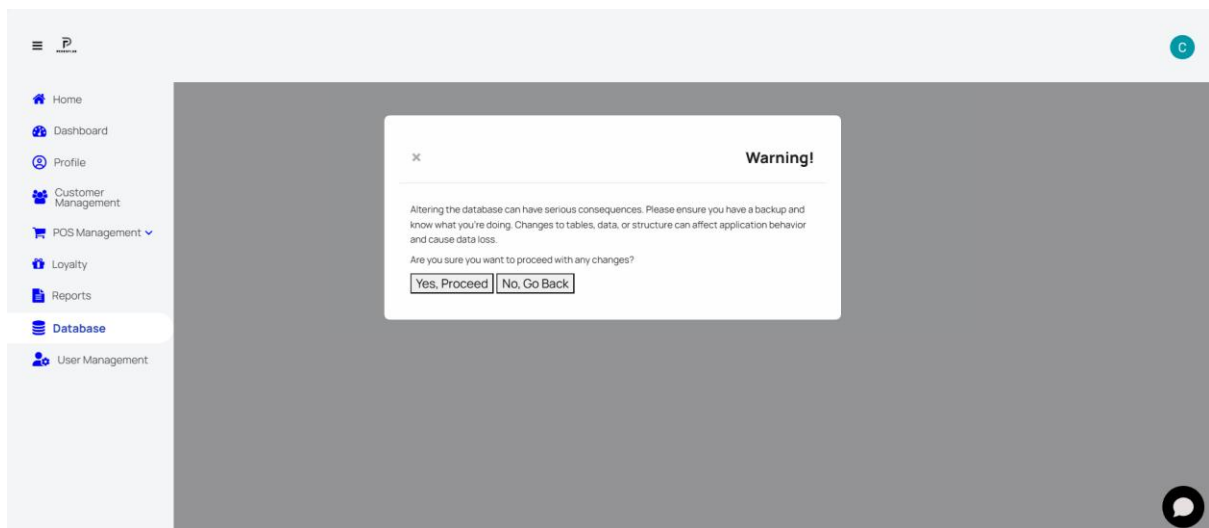 C
Home
Dashboard
Profile
Customer
Management
POS Management
Loyalty
Reports
Database
User Management
×
Warning!
Altering the database can have serious consequences. Please ensure you have a backup and
know what you're doing. Changes to tables, data, or structure can affect application behavior
and cause data loss.
Are you sure you want to proceed with any changes?
Yes, Proceed
No, Go Back